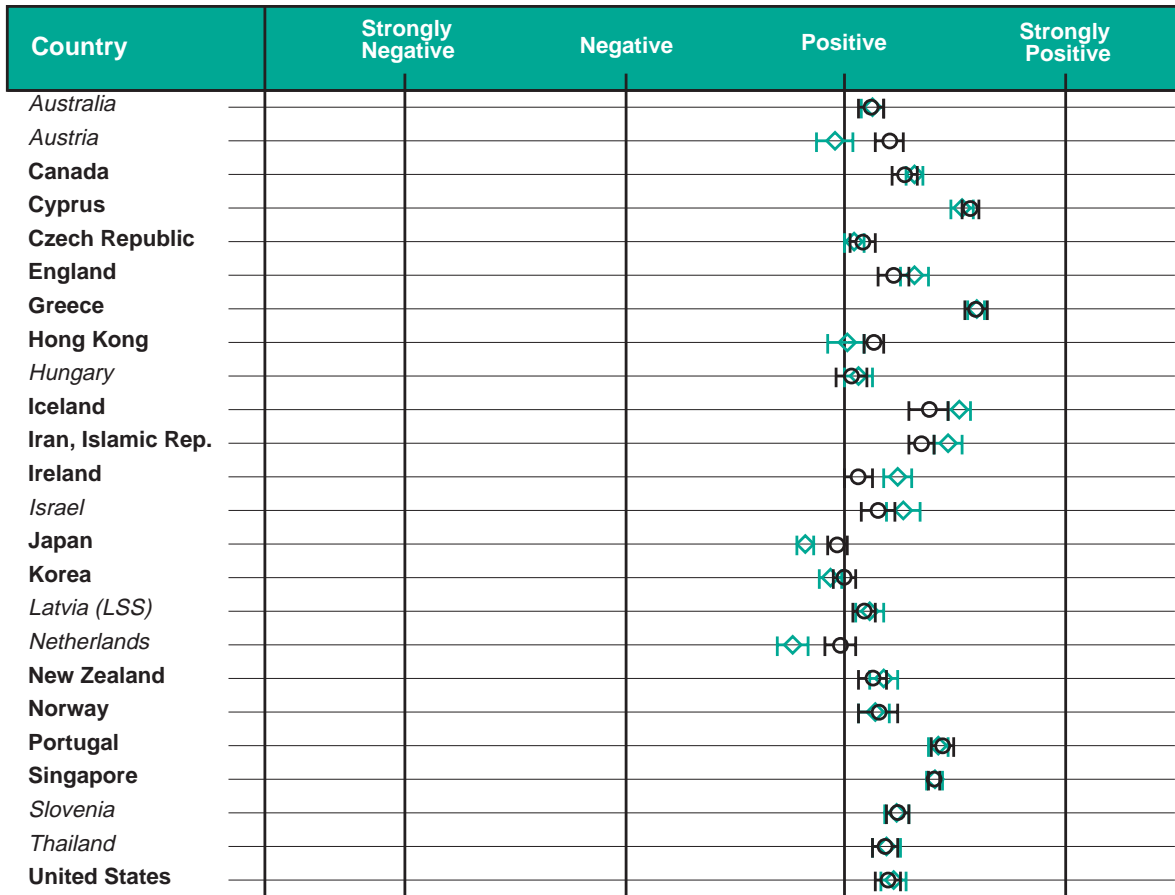 Country
Strongly
Negative
Negative
Positive
Strongly
Positive
Australia
Austria
Canada
Cyprus
Czech Republic
England
Greece
Hong Kong
Hungary
Iceland
Iran, Islamic Rep.
Ireland
Israel
Japan
Korea
Latvia (LSS)
Netherlands
New Zealand
Norway
Portugal
Singapore
Slovenia
Thailand
United States